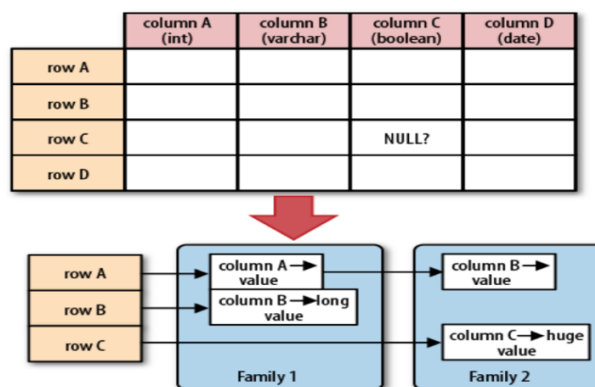 column A column B column C column D
(int) (varchar) (boolean) (date)
row A
row B
row C NULL?
row D
row A column A→ value column B→ value
row B column B→long value
row C column C→huge value
Family 1 Family 2